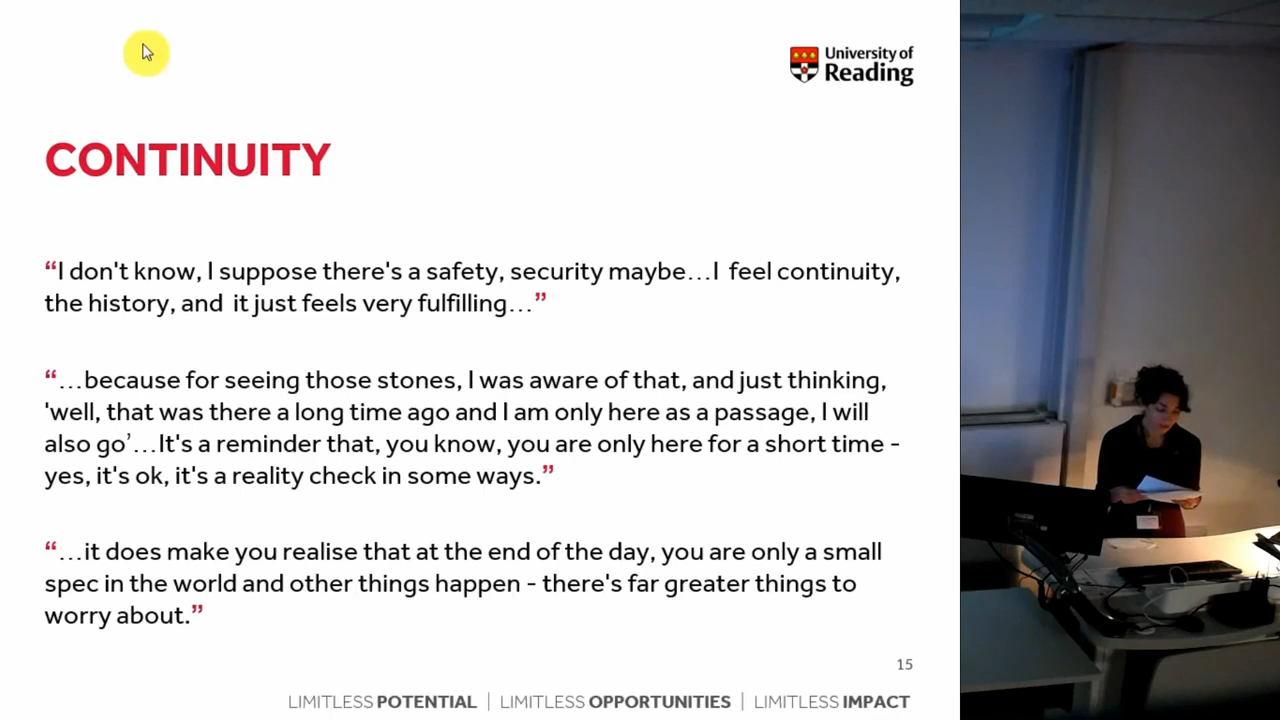 University of
Reading
CONTINUITY
“I don't know, I suppose there's a safety, security maybe…I  feel continuity,
the history, and  it just feels very fulfilling…”
“…because for seeing those stones, I was aware of that, and just thinking,
'well, that was there a long time ago and I am only here as a passage, I will
also go’…It's a reminder that, you know, you are only here for a short time -
yes, it's ok, it's a reality check in some ways.”
“…it does make you realise that at the end of the day, you are only a small
spec in the world and other things happen - there's far greater things to
worry about.”
15
LIMITLESS POTENTIAL | LIMITLESS OPPORTUNITIES | LIMITLESS IMPACT